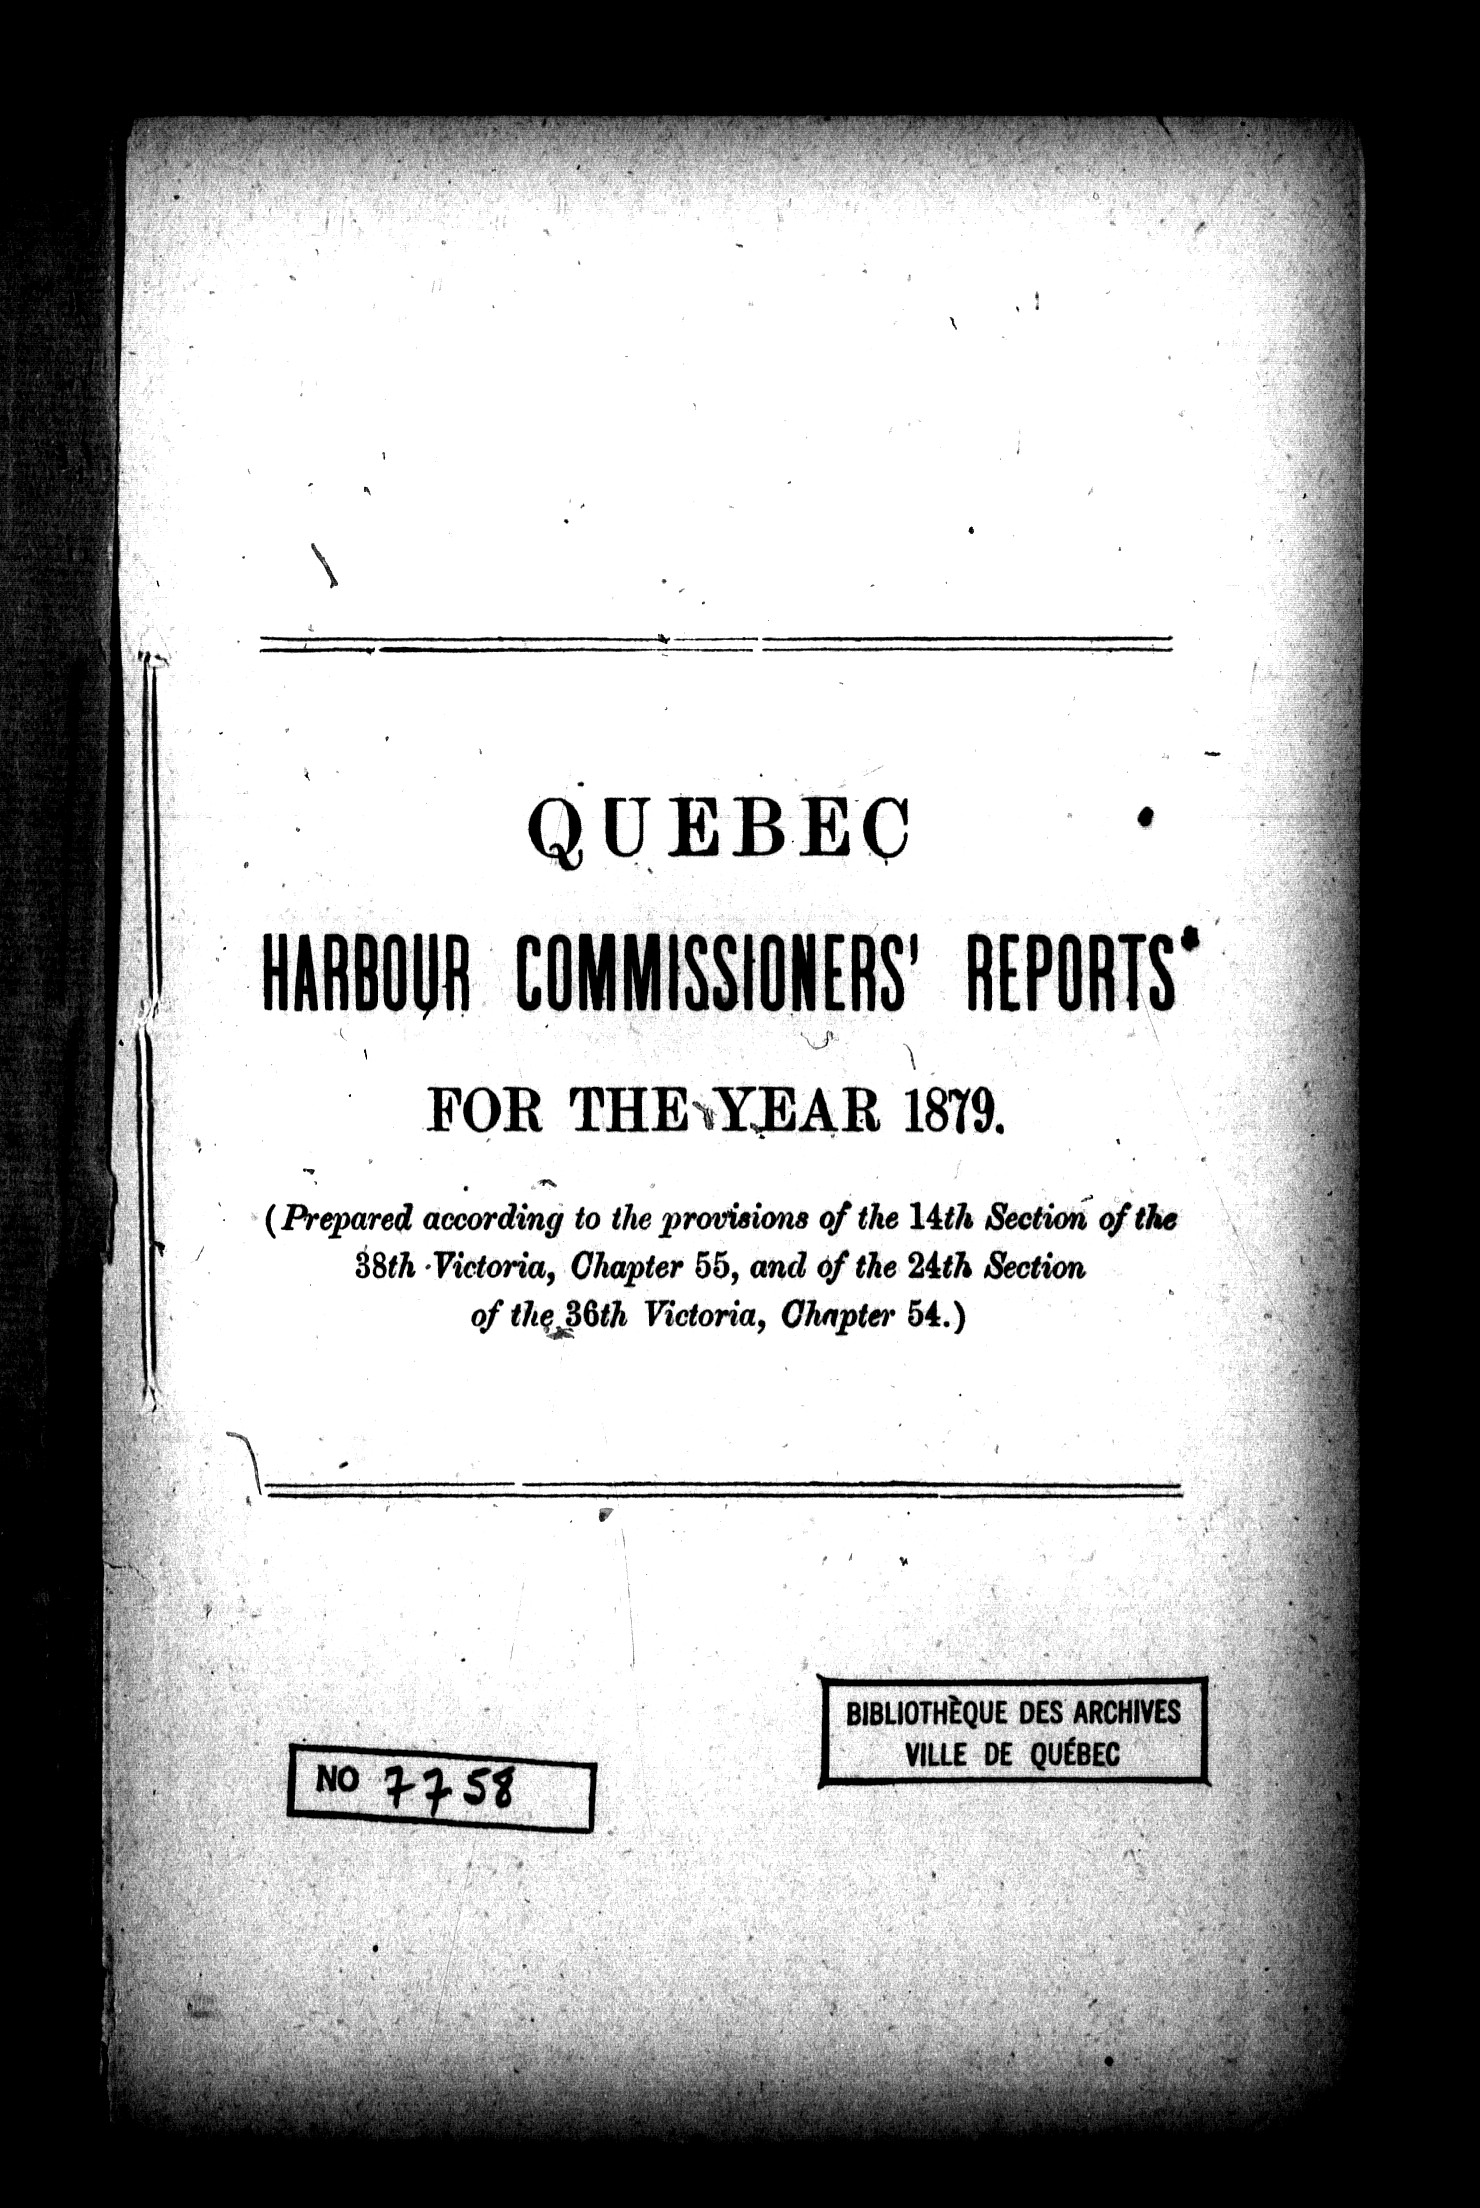 QUEBEC
HARBOUR COMMISSIONERS' REPORTS
FOR THE YEAR 1879.
(Prepared according to the provisions of the 14th Section of the
38th Victoria, Chapter 55, and of the 24th Section
of the 36th Victoria, Chapter 54.)
BIBLIOTHÈQUE DES ARCHIVES
VILLE DE QUÉBEC
NO 7758